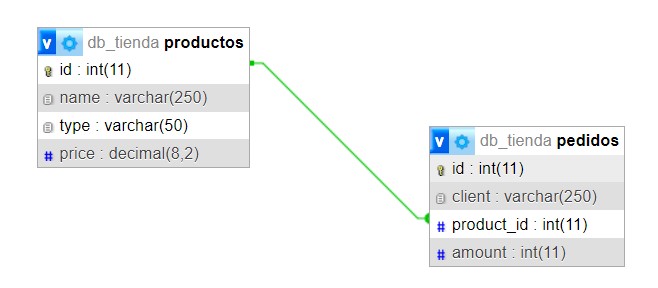 v db_tienda productos
id : int(11)
name : varchar(250)
type : varchar(50)
# price : decimal(8,2)
v db_tienda pedidos
id : int(11)
client : varchar(250)
# product_id : int(11)
# amount : int(11)